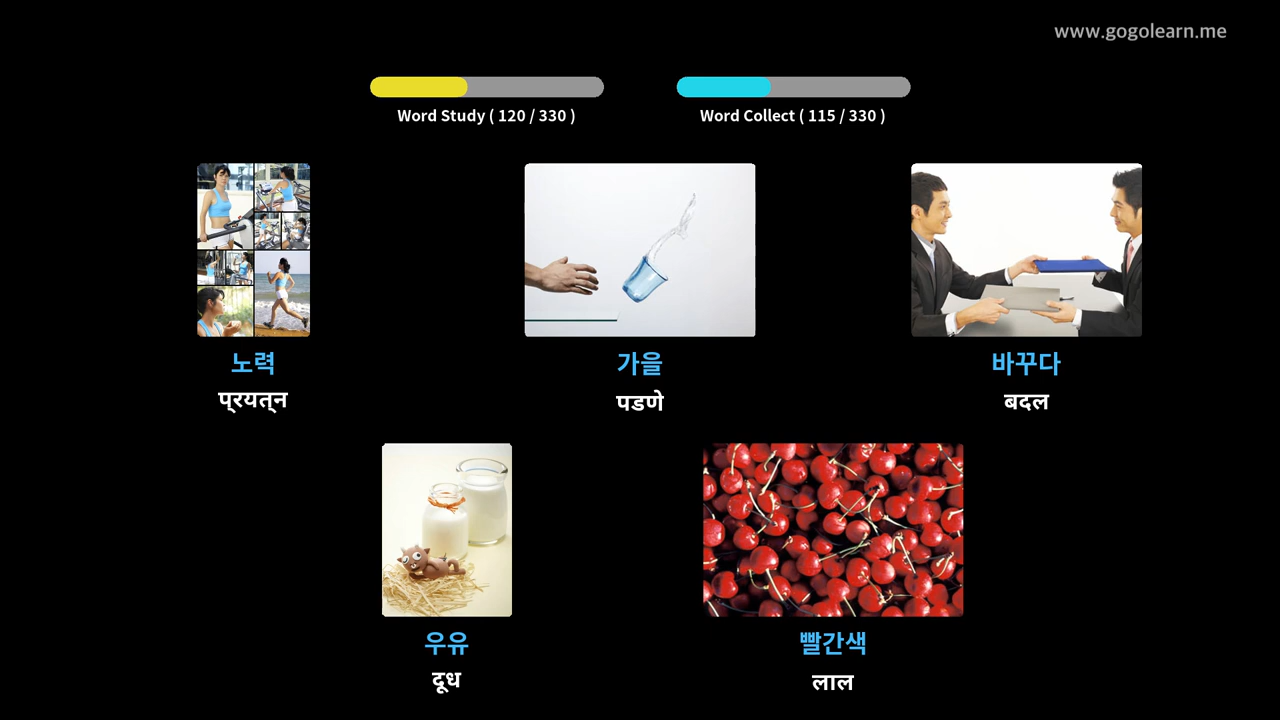 www.gogolearn.me
Word Study ( 120 / 330 )
Word Collect ( 115 / 330 )
노력
प्रयत्न
가을
पडणे
바꾸다
बदल
우유
दूध
빨간색
लाल